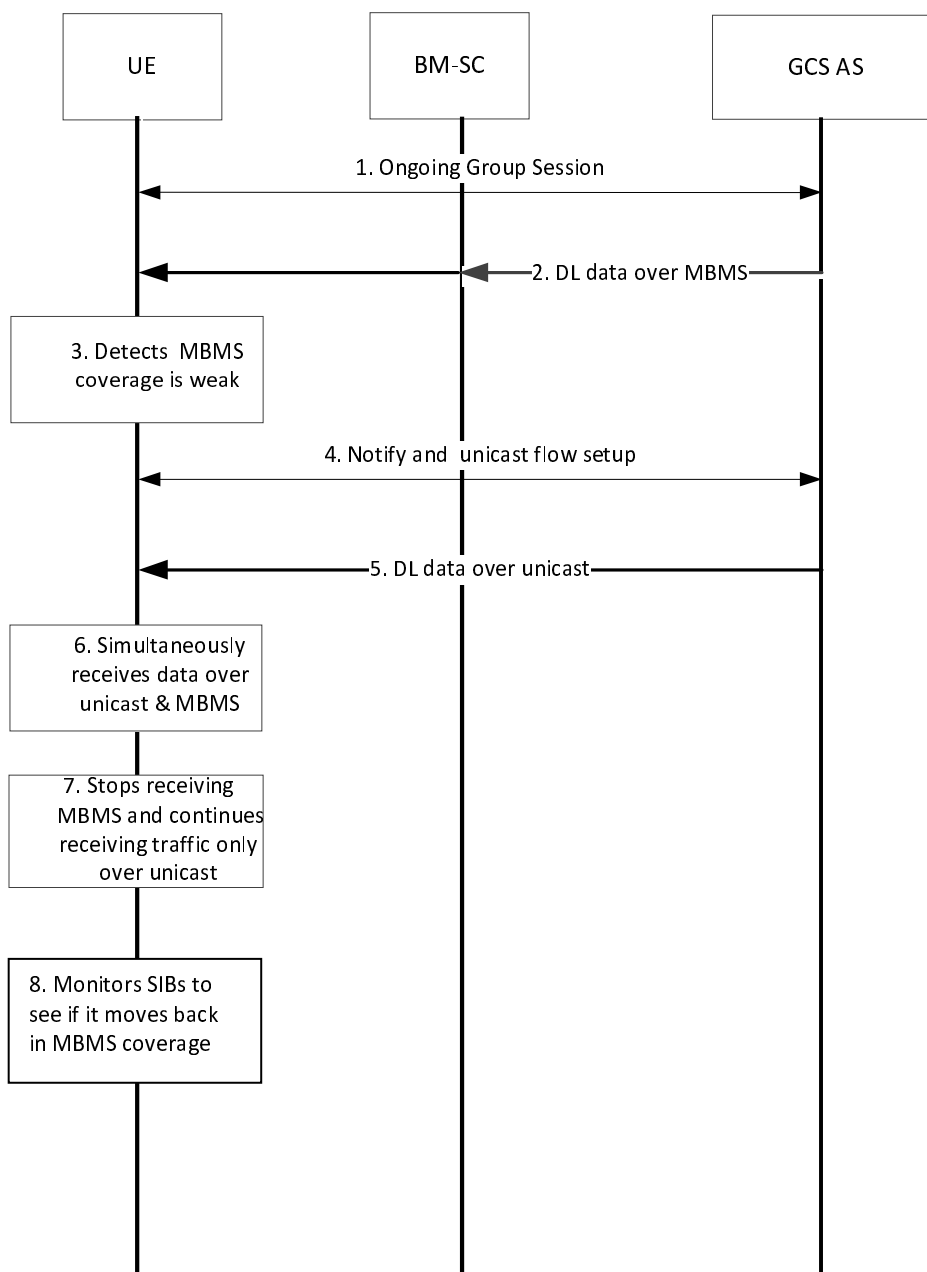 UE
BM-SC
GCS AS
1. Ongoing Group Session
2. DL data over MBMS
3. Detects MBMS
coverage is weak
4. Notify and unicast flow setup
5. DL data over unicast
6. Simultaneously
receives data over
unicast & MBMS
7. Stops receiving
MBMS and continues
receiving traffic only
over unicast
8. Monitors SIBs to
see if it moves back
in MBMS coverage